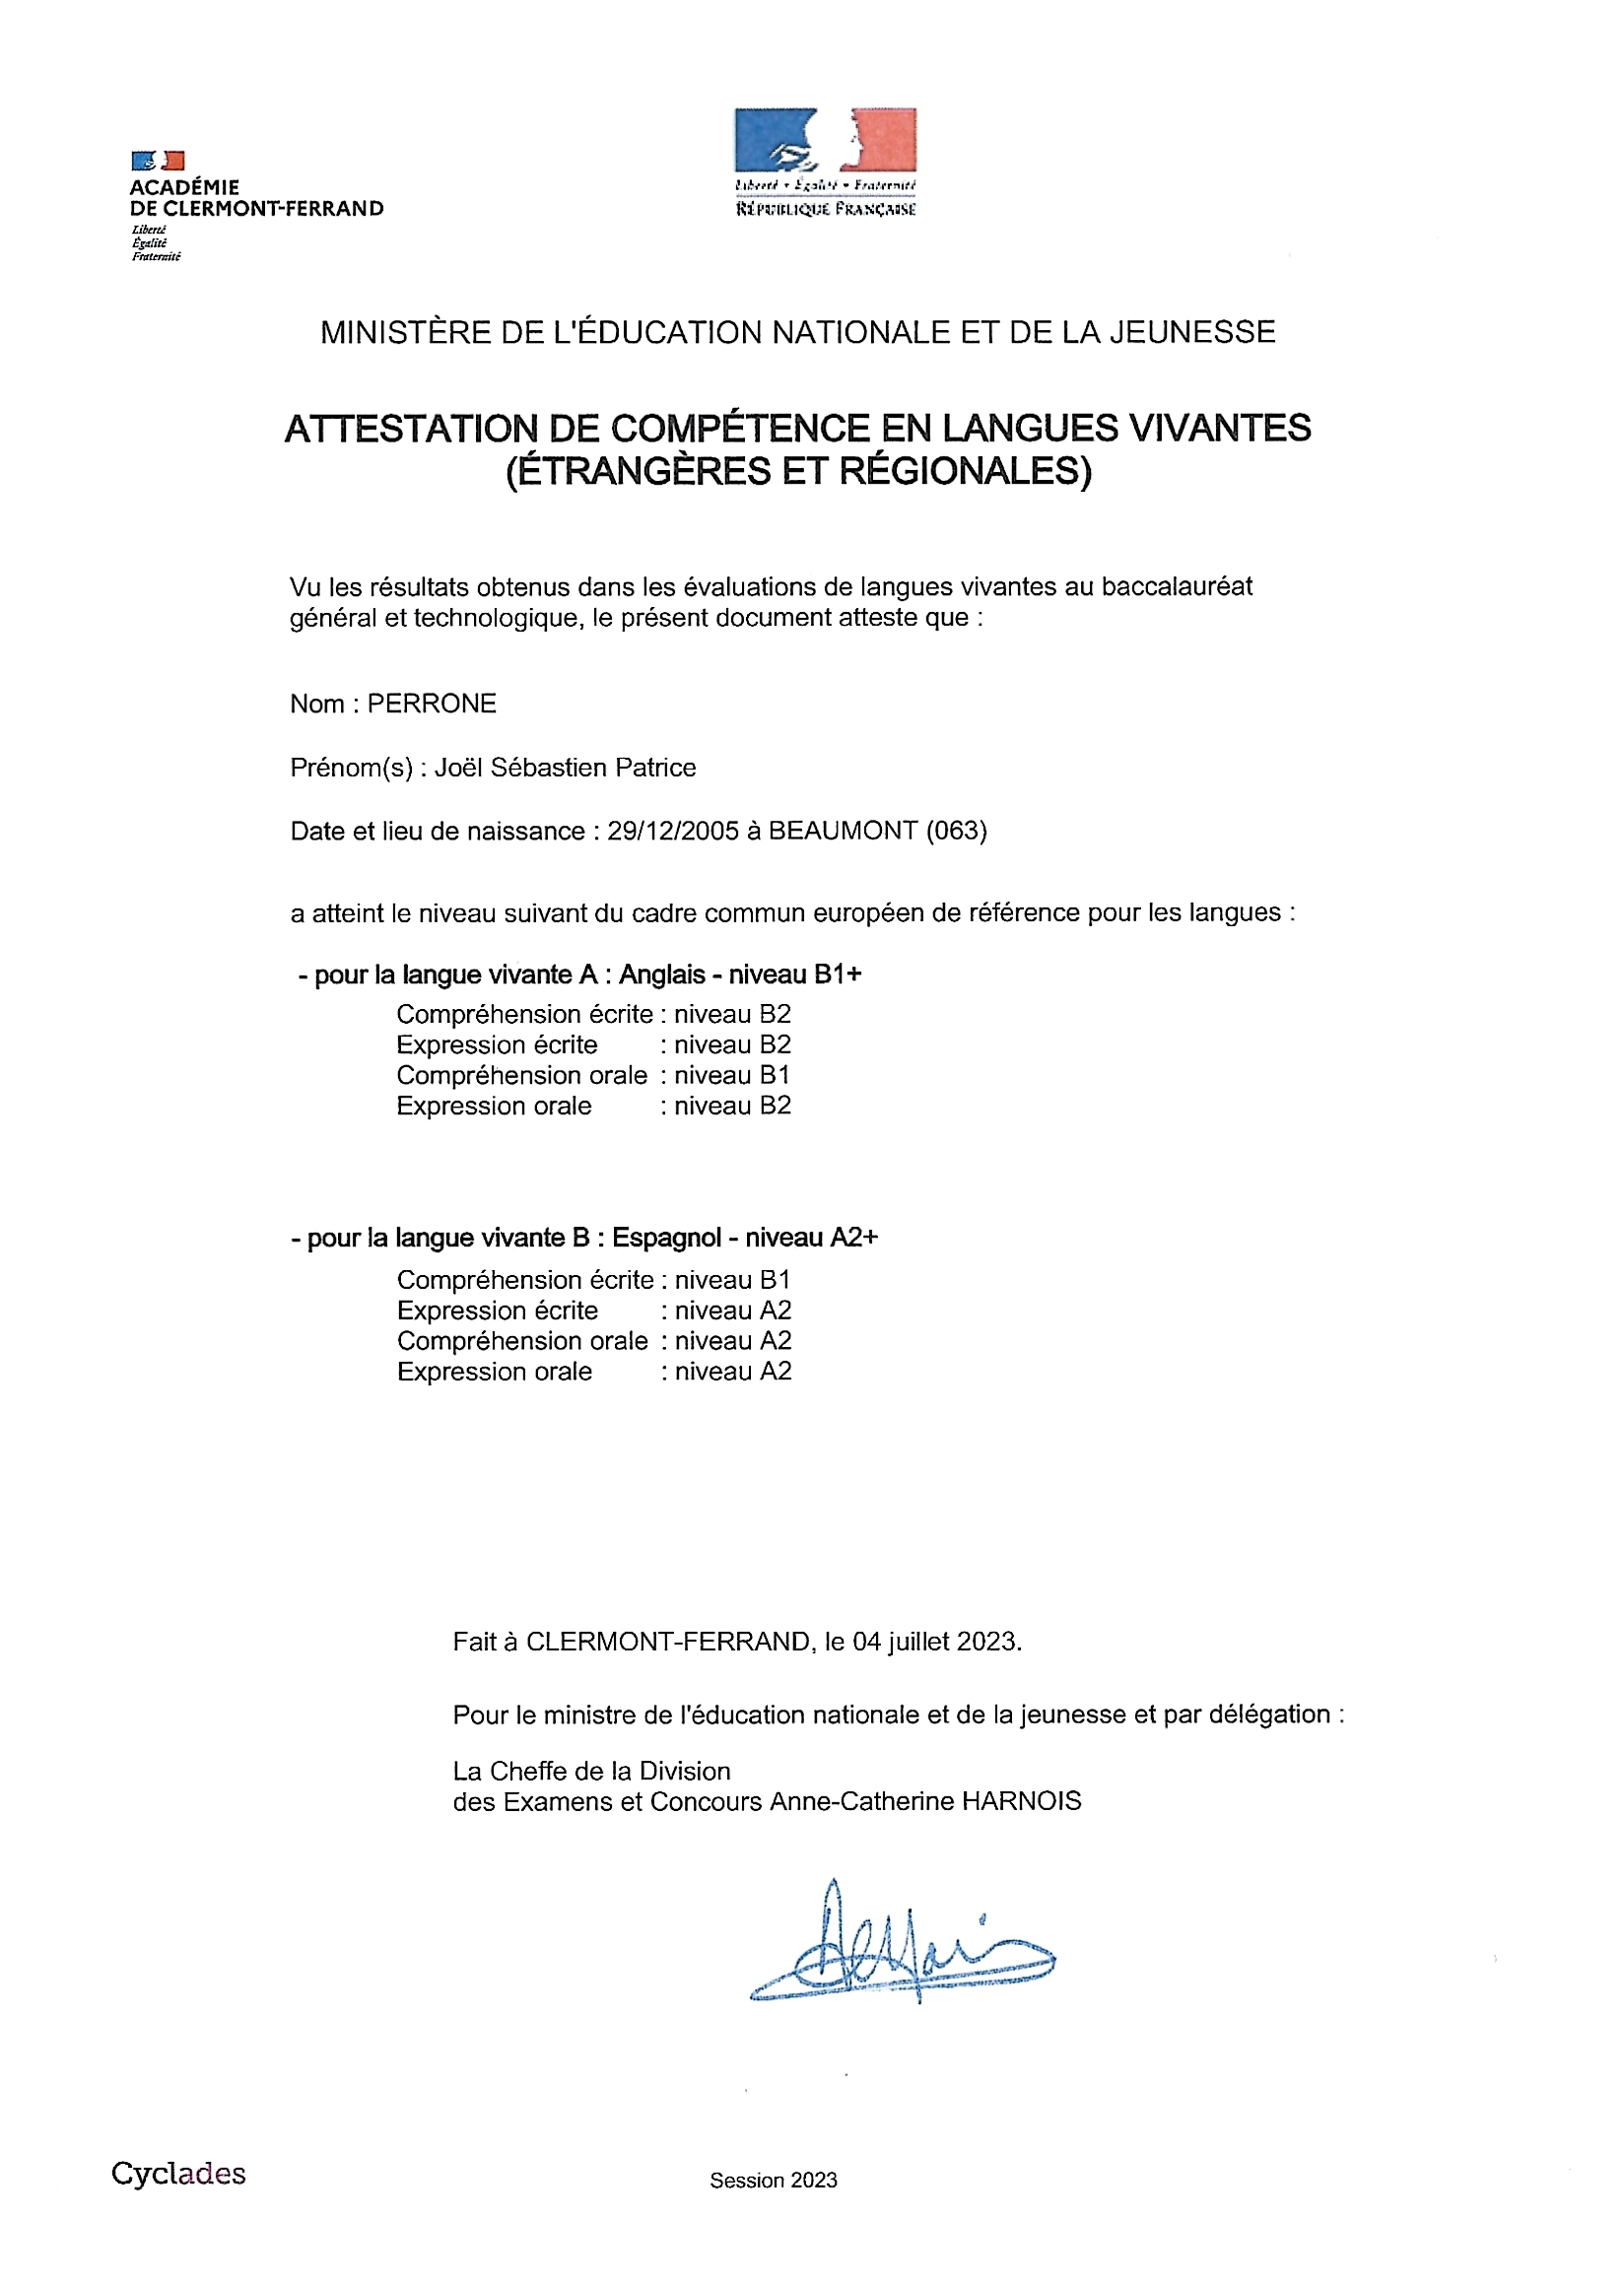 ACADÉMIE
DE CLERMONT-FERRAND
Liberté
Égalité
Fraternité
Liberté • Égalité • Fraternité
RÉPUBLIQUE FRANÇAISE
MINISTÈRE DE L'ÉDUCATION NATIONALE ET DE LA JEUNESSE
ATTESTATION DE COMPÉTENCE EN LANGUES VIVANTES
(ÉTRANGÈRES ET RÉGIONALES)
Vu les résultats obtenus dans les évaluations de langues vivantes au baccalauréat
général et technologique, le présent document atteste que :
Nom : PERRONE
Prénom(s) : Joël Sébastien Patrice
Date et lieu de naissance : 29/12/2005 à BEAUMONT (063)
a atteint le niveau suivant du cadre commun européen de référence pour les langues :
- pour la langue vivante A : Anglais - niveau B1+
Compréhension écrite : niveau B2
Expression écrite : niveau B2
Compréhension orale : niveau B1
Expression orale : niveau B2
- pour la langue vivante B : Espagnol - niveau A2+
Compréhension écrite : niveau B1
Expression écrite : niveau A2
Compréhension orale : niveau A2
Expression orale : niveau A2
Fait à CLERMONT-FERRAND, le 04 juillet 2023.
Pour le ministre de l'éducation nationale et de la jeunesse et par délégation :
La Cheffe de la Division
des Examens et Concours Anne-Catherine HARNOIS
Cyclades
Session 2023